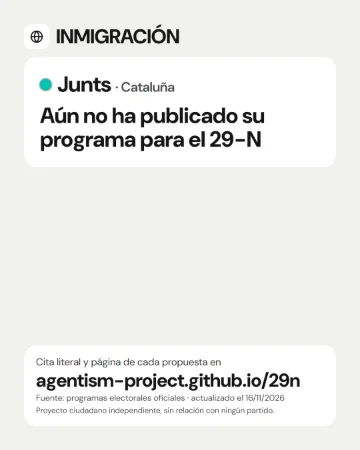 INMIGRACIÓN
Junts · Cataluña
Aún no ha publicado su
programa para el 29-N
Cita literal y página de cada propuesta en
agentism-project.github.io/29n
Fuente: programas electorales oficiales · actualizado el 16/11/2026
Proyecto ciudadano independiente, sin relación con ningún partido.